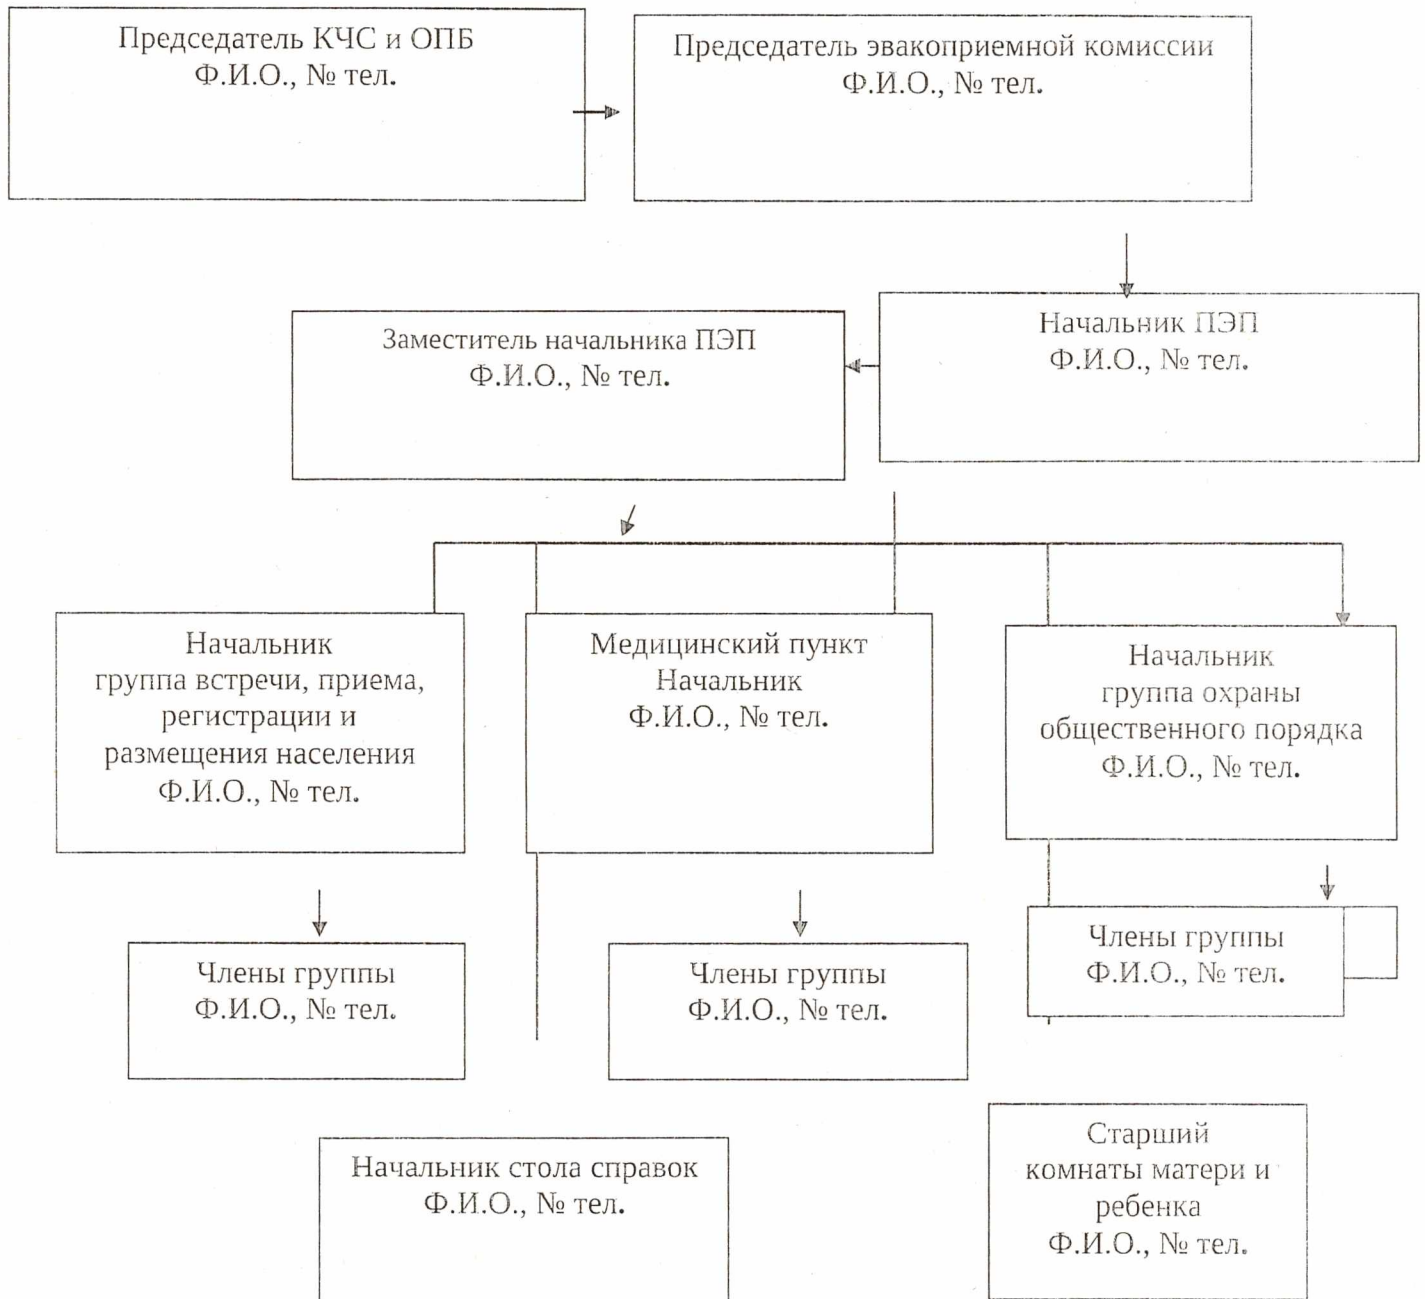 Председатель КЧС и ОПБ
Ф.И.О., № тел.
Председатель эвакоприемной комиссии
Ф.И.О., № тел.
Заместитель начальника ПЭП
Ф.И.О., № тел.
Начальник ПЭП
Ф.И.О., № тел.
Начальник
группа встречи, приема,
регистрации и
размещения населения
Ф.И.О., № тел.
Медицинский пункт
Начальник
Ф.И.О., № тел.
Начальник
группа охраны
общественного порядка
Ф.И.О., № тел.
Члены группы
Ф.И.О., № тел.
Члены группы
Ф.И.О., № тел.
Члены группы
Ф.И.О., № тел.
Начальник стола справок
Ф.И.О., № тел.
Старший
комнаты матери и
ребенка
Ф.И.О., № тел.